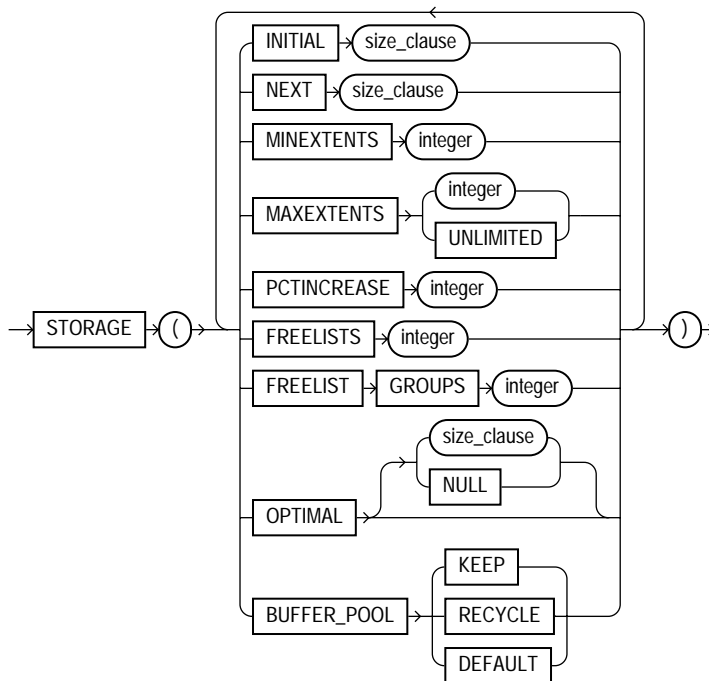 INITIAL size_clause
NEXT size_clause
MINEXTENTS integer
integer
MAXEXTENTS
UNLIMITED
PCTINCREASE integer
STORAGE ( )
FREELISTS integer
FREELIST GROUPS integer
size_clause
NULL
OPTIMAL
KEEP
BUFFER_POOL RECYCLE
DEFAULT